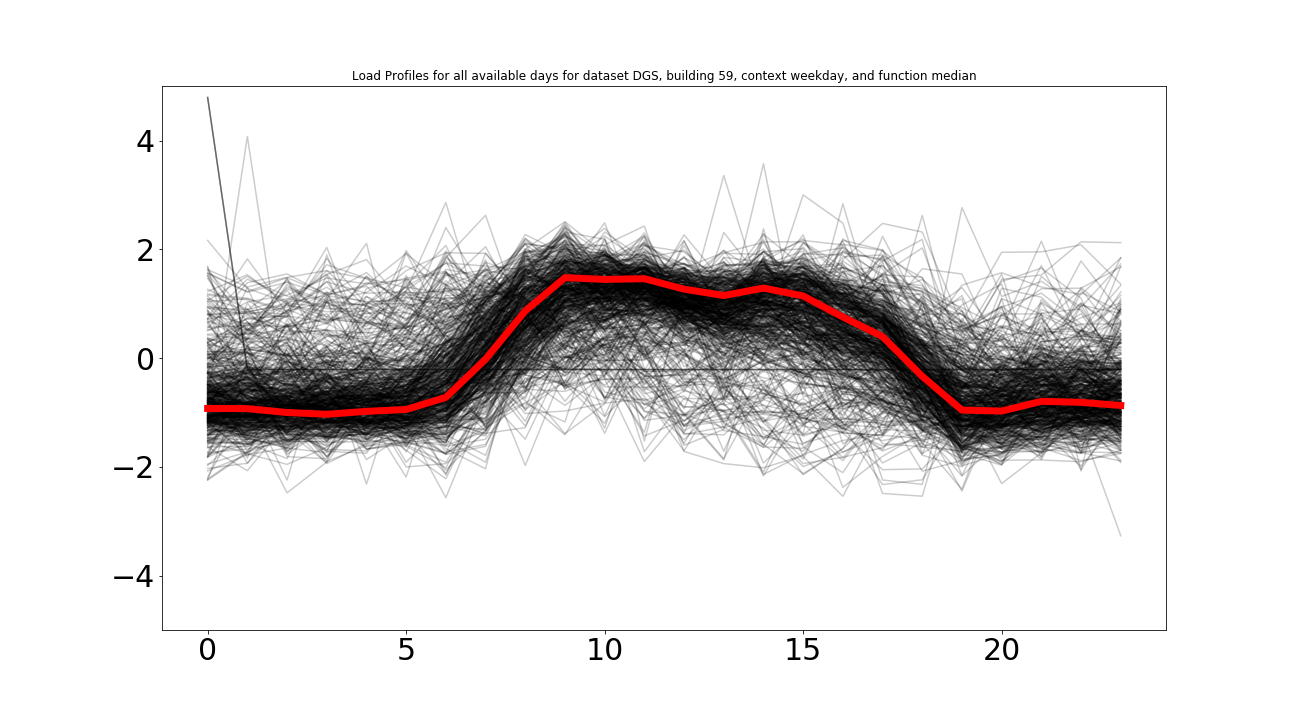 Load Profiles for all available days for dataset DGS, building 59, context weekday, and function median
4
2
0
−2
−4
0 5 10 15 20